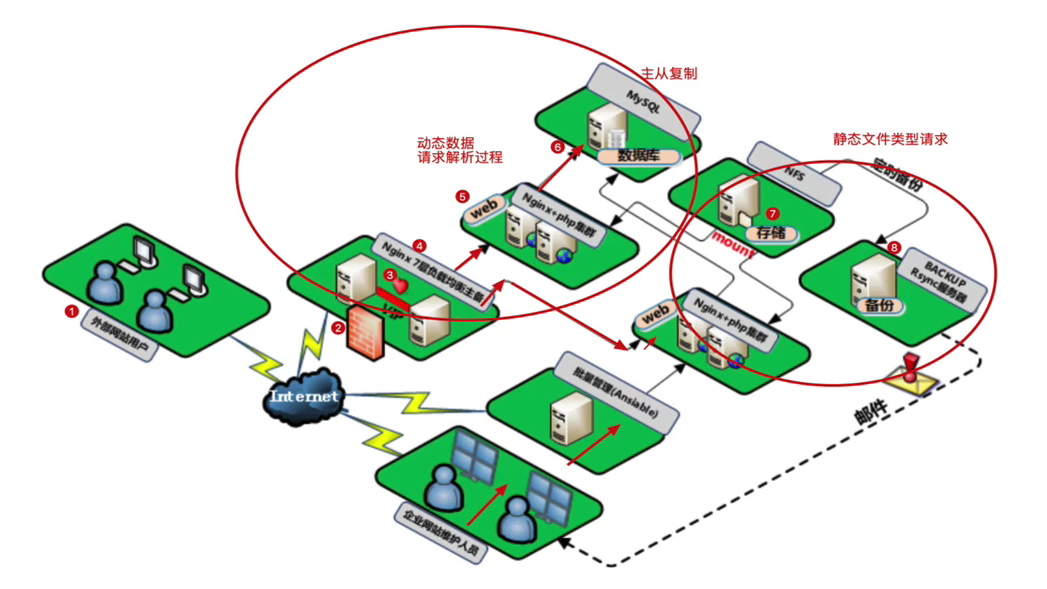 主从复制
MySQL
动态数据
请求解析过程
6
数据库
静态文件类型请求
NFS
定时备份
5
web
Nginx+php集群
7
存储
mount
8
BACKUP
Rsync服务器
备份
4
Nginx 7层负载均衡主备
3
VIP
2
1
外部网站用户
web
Nginx+php集群
Internet
批量管理(Ansiable)
邮件
企业网站维护人员